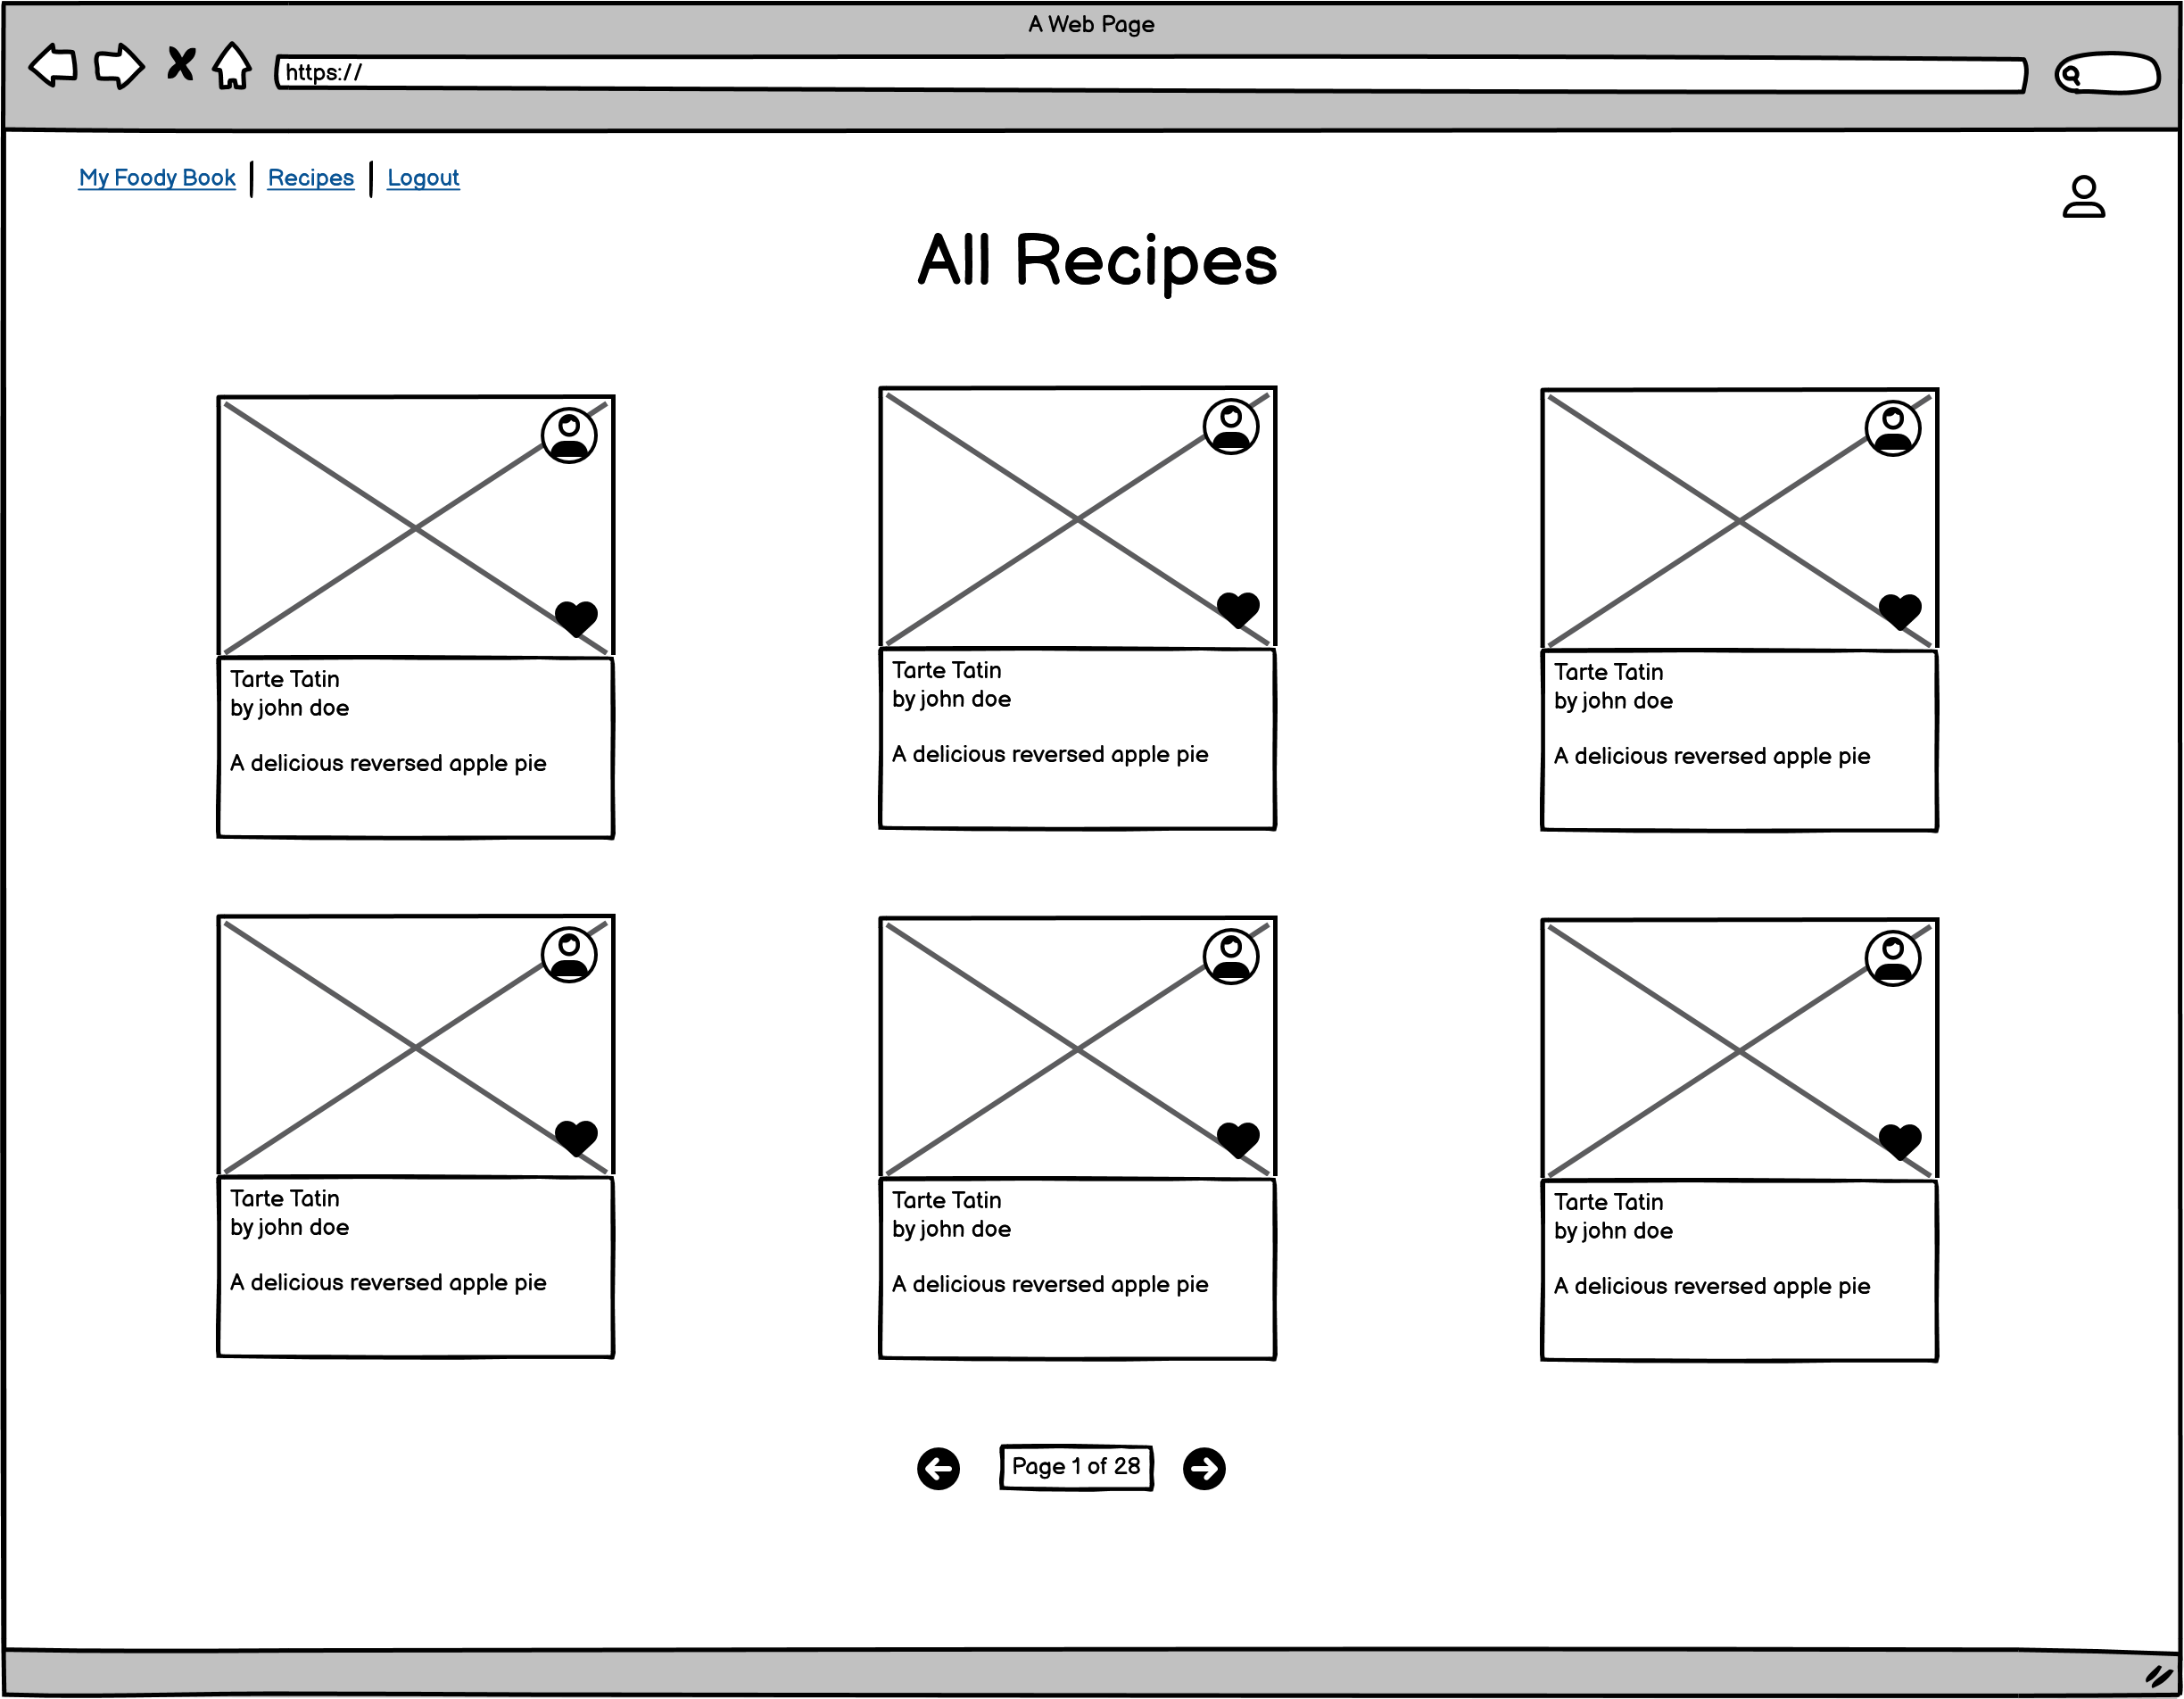 A Web Page
https://
My Foody Book | Recipes | Logout
All Recipes
Tarte Tatin
by john doe
A delicious reversed apple pie
Tarte Tatin
by john doe
A delicious reversed apple pie
Tarte Tatin
by john doe
A delicious reversed apple pie
Tarte Tatin
by john doe
A delicious reversed apple pie
Tarte Tatin
by john doe
A delicious reversed apple pie
Tarte Tatin
by john doe
A delicious reversed apple pie
Page 1 of 28